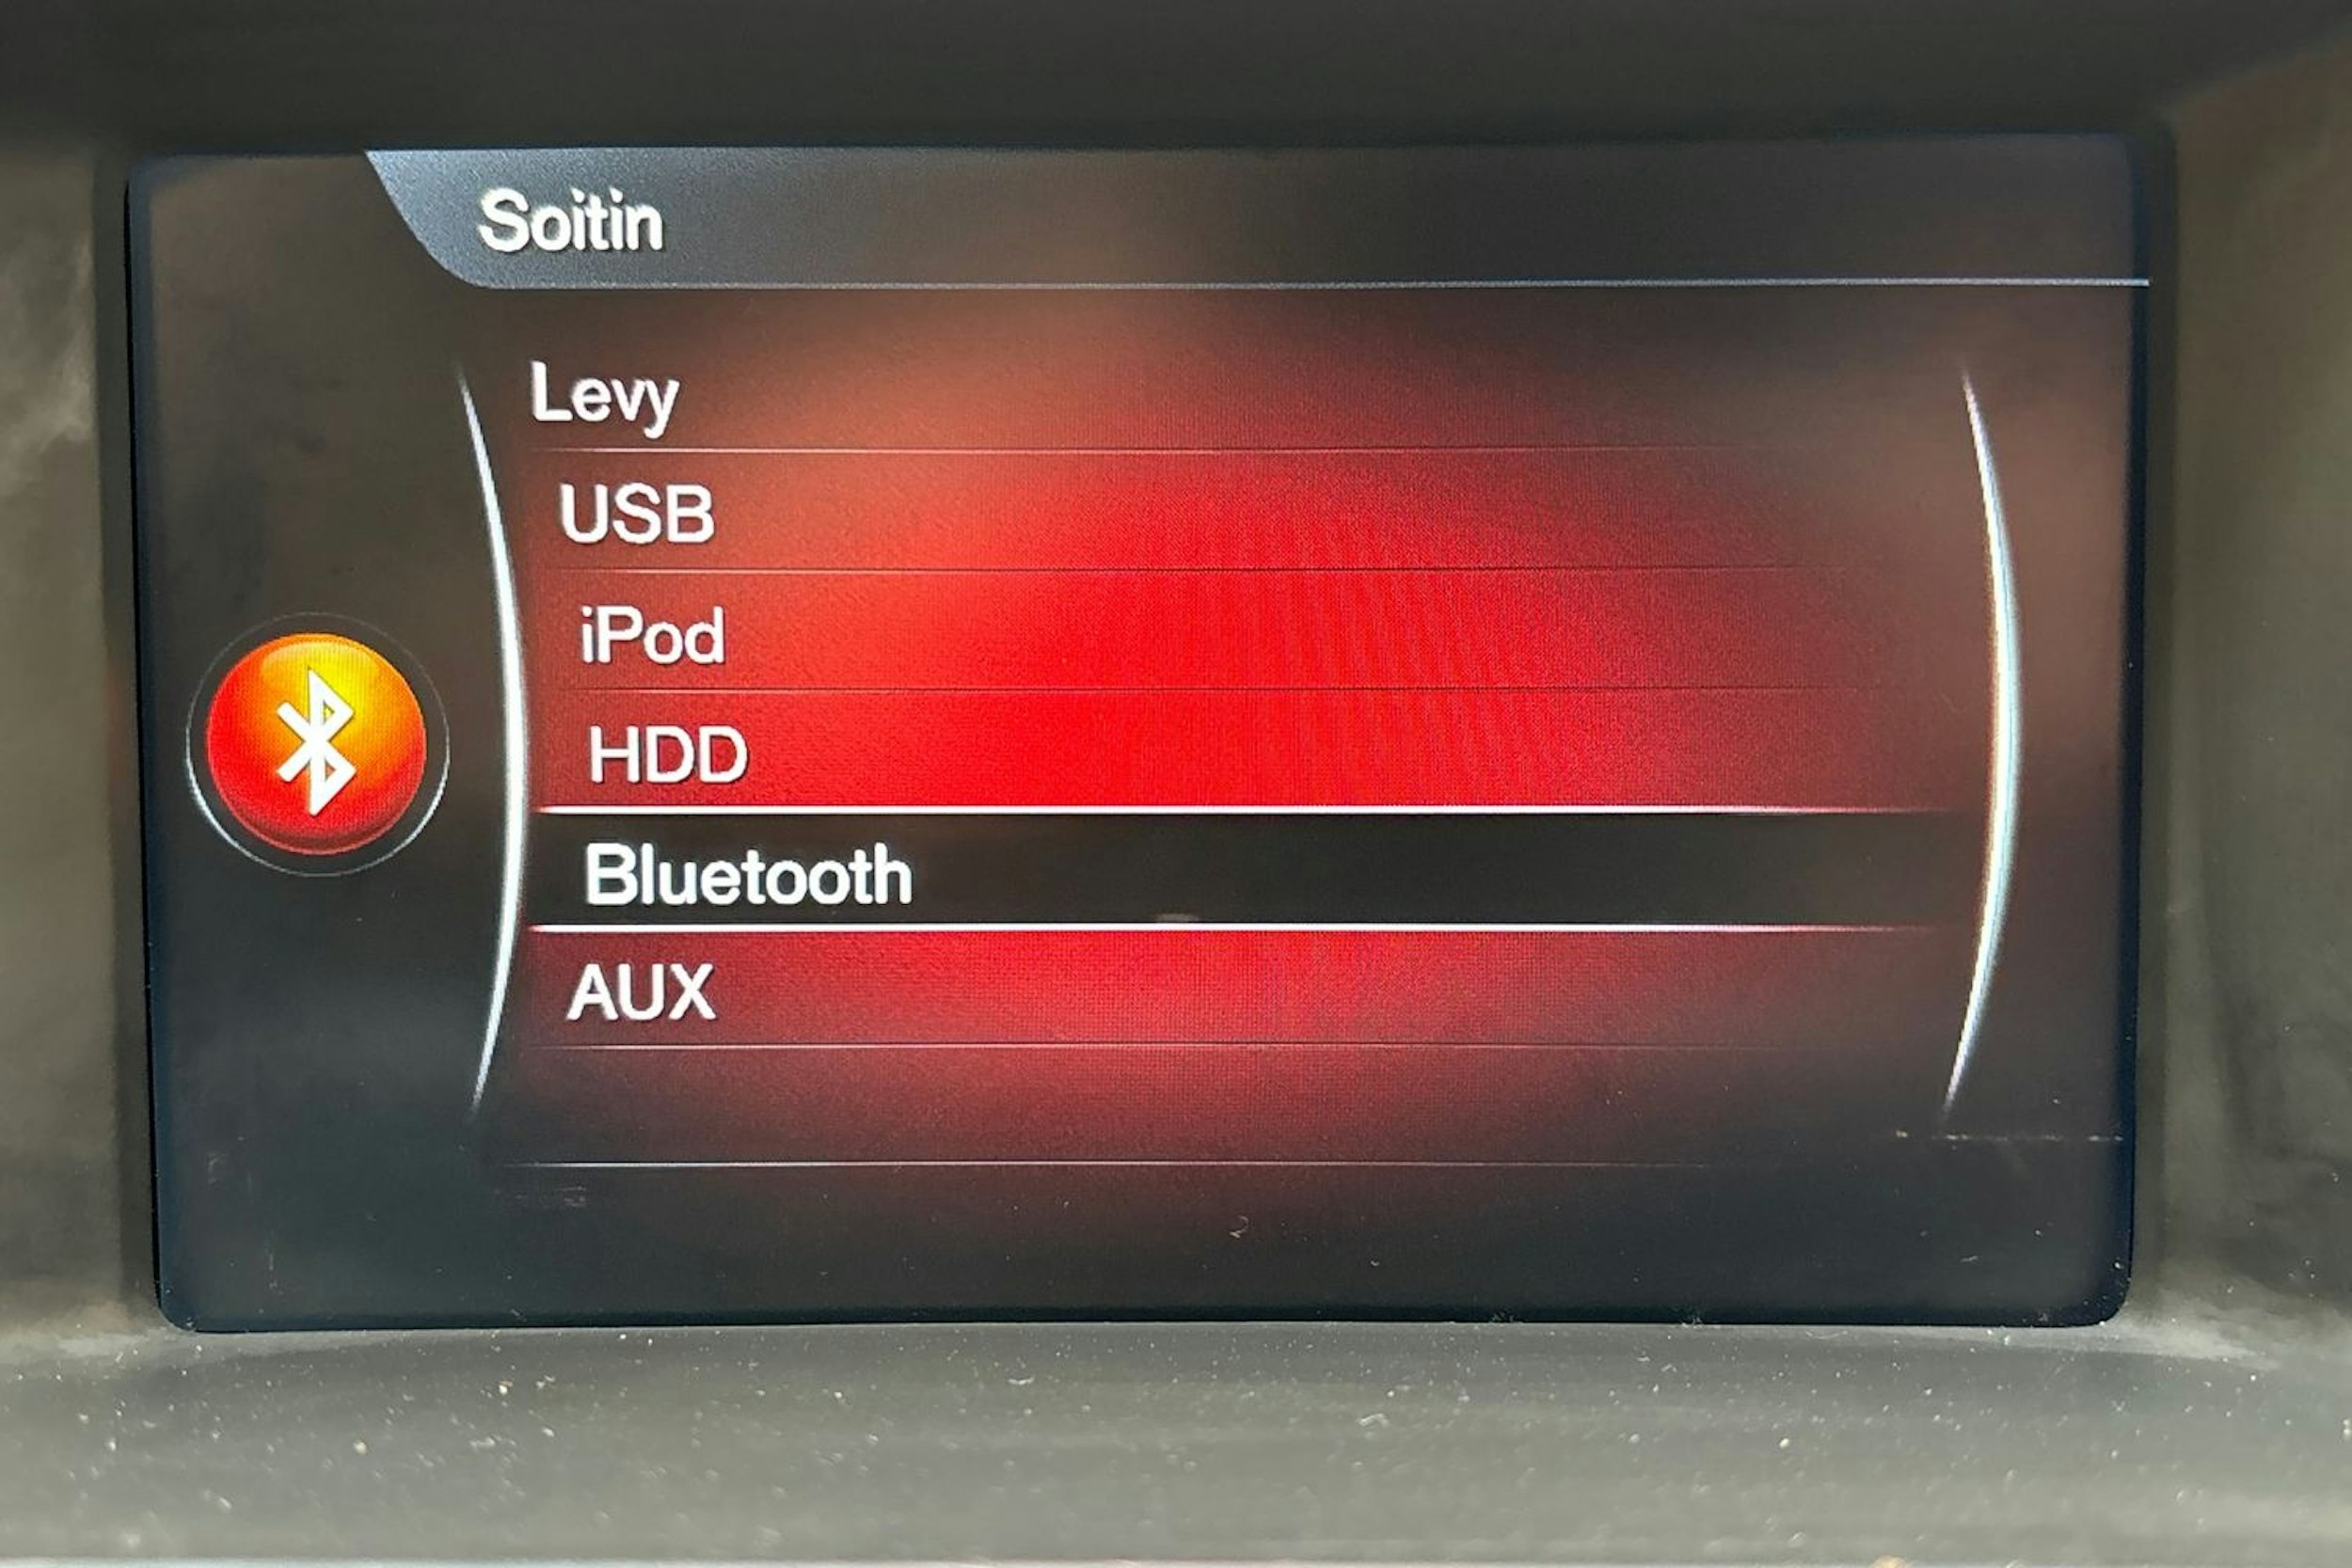 Soitin
Levy
USB
iPod
HDD
Bluetooth
AUX